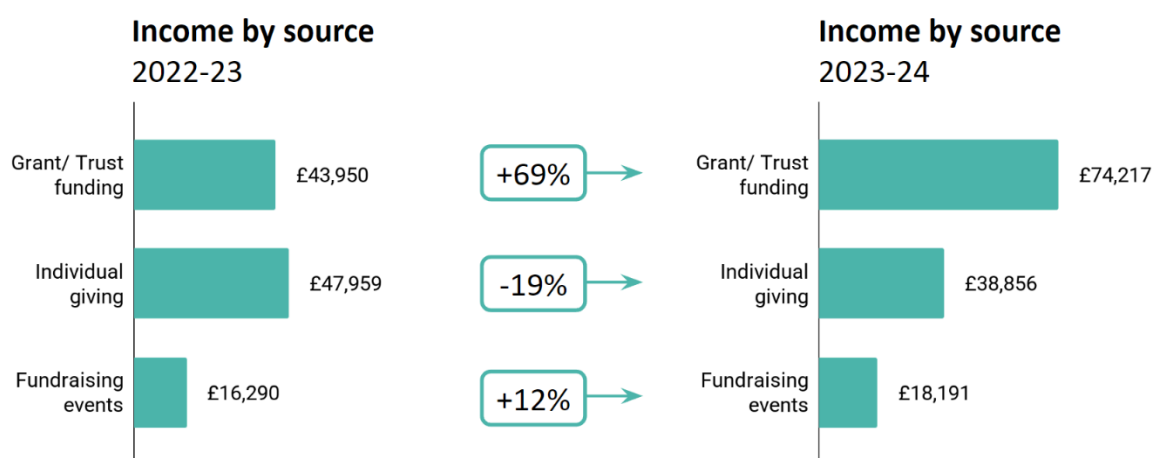 Income by source
2022-23
Grant/ Trust
funding
£43,950
Individual
giving
£47,959
Fundraising
events
£16,290
+69%
-19%
+12%
Income by source
2023-24
Grant/ Trust
funding
£74,217
Individual
giving
£38,856
Fundraising
events
£18,191